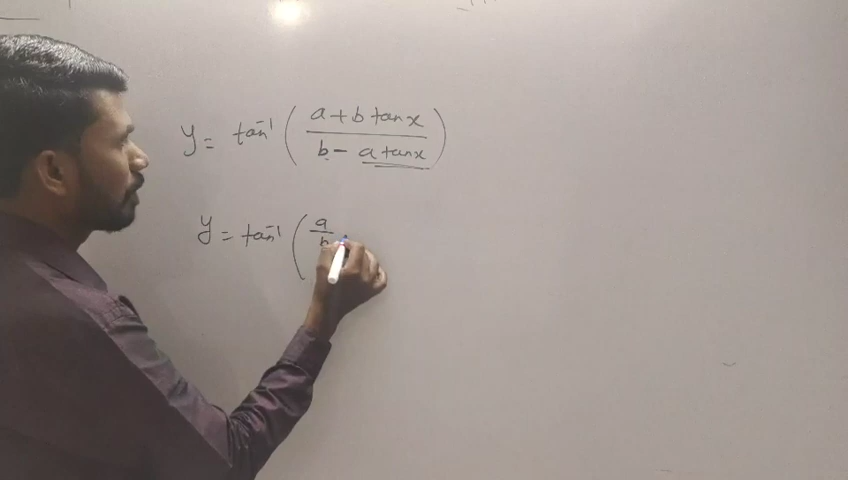 y = tan⁻¹ ( a + b tan x / b - a tan x )
y = tan⁻¹ ( a / b